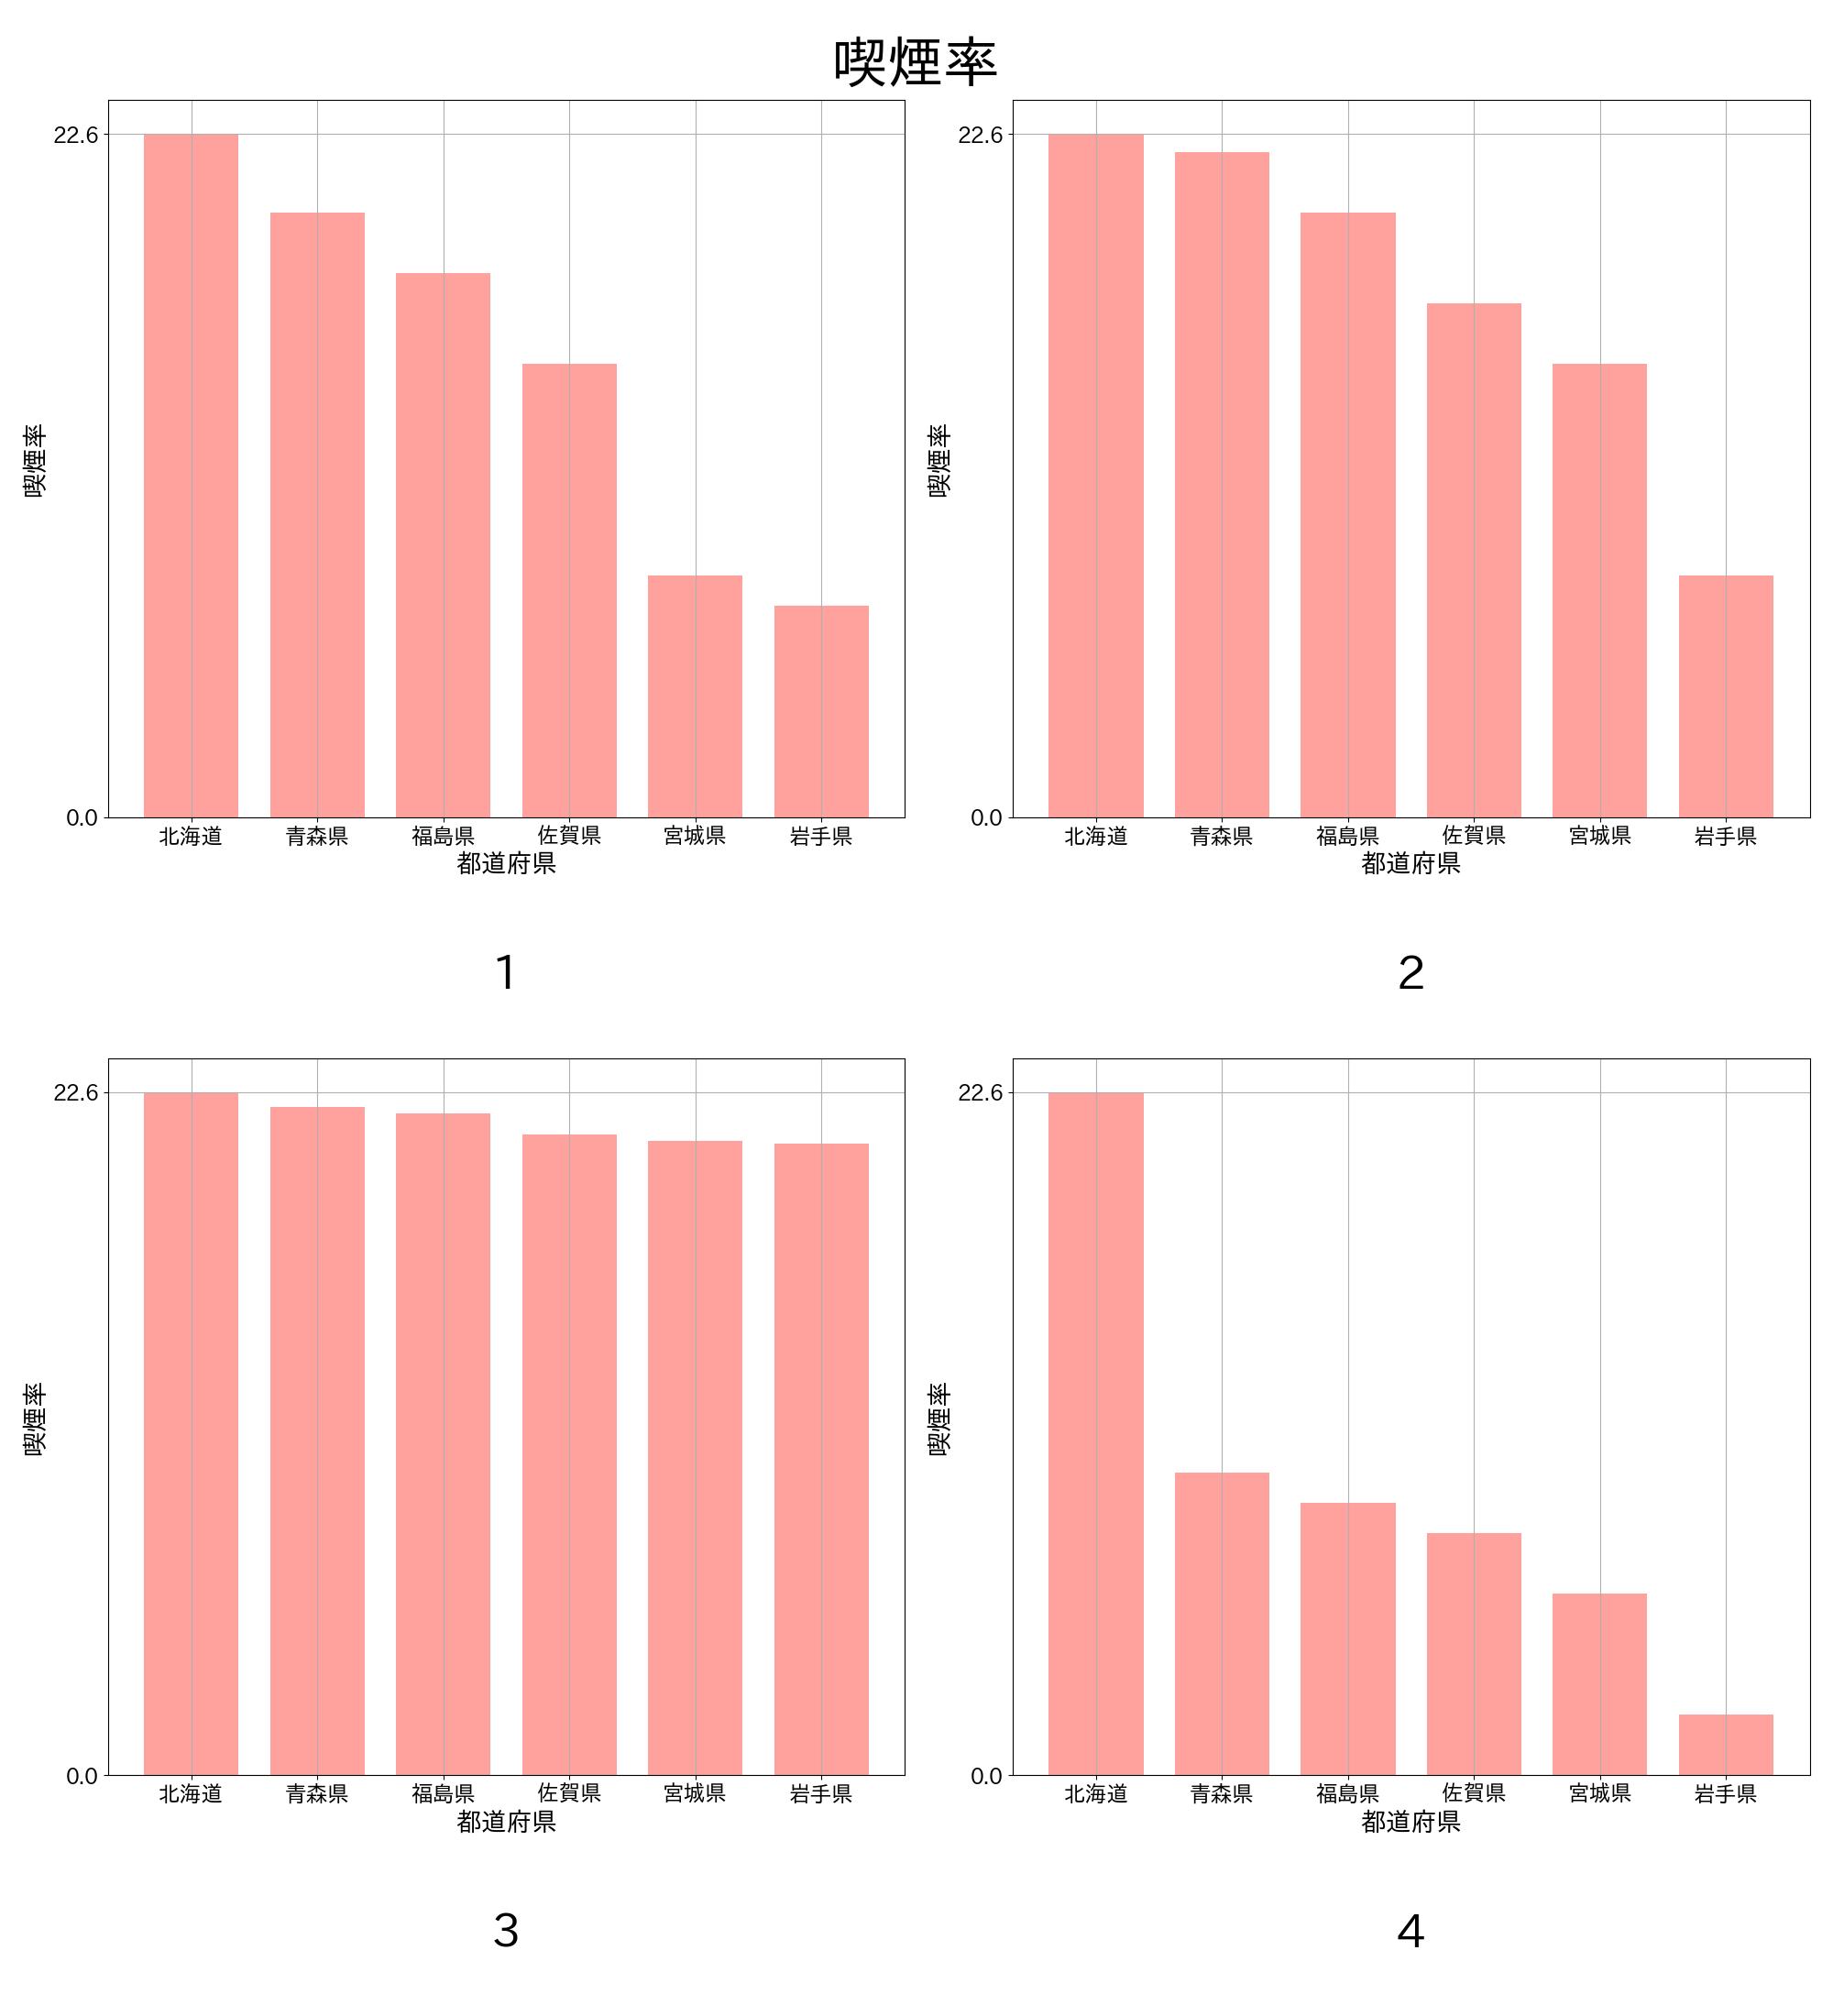 喫煙率
22.6
喫煙率
0.0
北海道 青森県 福島県 佐賀県 宮城県 岩手県
都道府県
1
22.6
喫煙率
0.0
北海道 青森県 福島県 佐賀県 宮城県 岩手県
都道府県
2
22.6
喫煙率
0.0
北海道 青森県 福島県 佐賀県 宮城県 岩手県
都道府県
3
22.6
喫煙率
0.0
北海道 青森県 福島県 佐賀県 宮城県 岩手県
都道府県
4